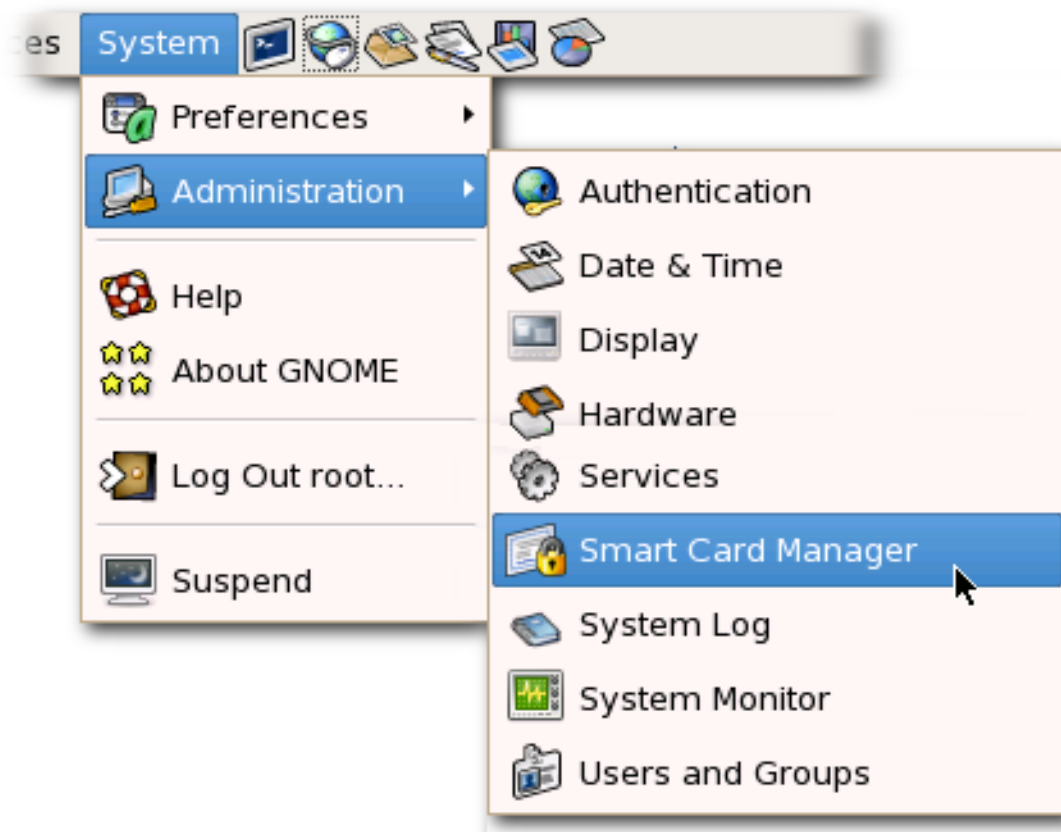 es System
Preferences
Administration
Help
About GNOME
Log Out root...
Suspend
Authentication
Date & Time
Display
Hardware
Services
Smart Card Manager
System Log
System Monitor
Users and Groups